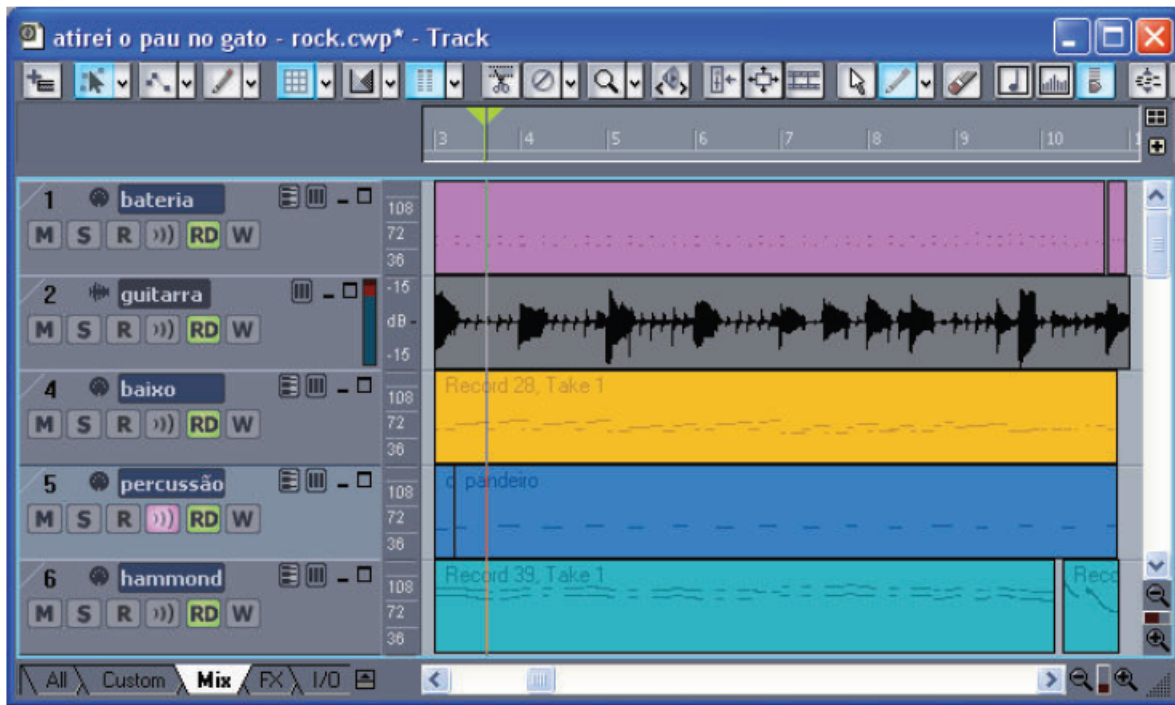 atirei o pau no gato - rock.cwp* - Track
3 4 5 6 7 8 9 10 1
1 bateria
M S R RD W
108
72
36
2 guitarra
M S R RD W
-15
dB -
-15
4 baixo
M S R RD W
108
72
36
Record 28, Take 1
5 percussão
M S R RD W
108
72
36
d pandeiro
6 hammond
M S R RD W
108
72
36
Record 39, Take 1
Reco
All Custom Mix FX I/O